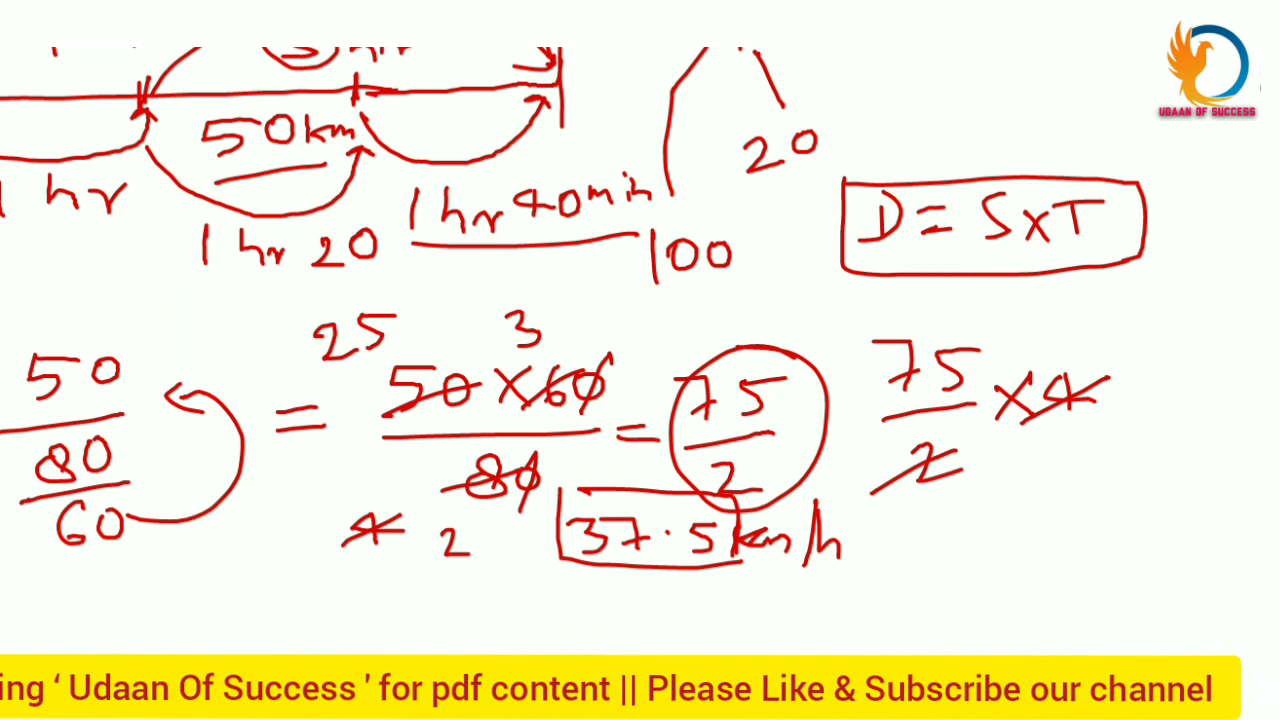 UDAAN OF SUCCESS
50km
20
hr
1 hr 20
1 hr 40 min
100
D = S x T
50
80
60
=
25
3
50 x 60
80
4 2
=
75
2
37.5 km/h
75
2
x 4
ing ‘ Udaan Of Success ’ for pdf content || Please Like & Subscribe our channel